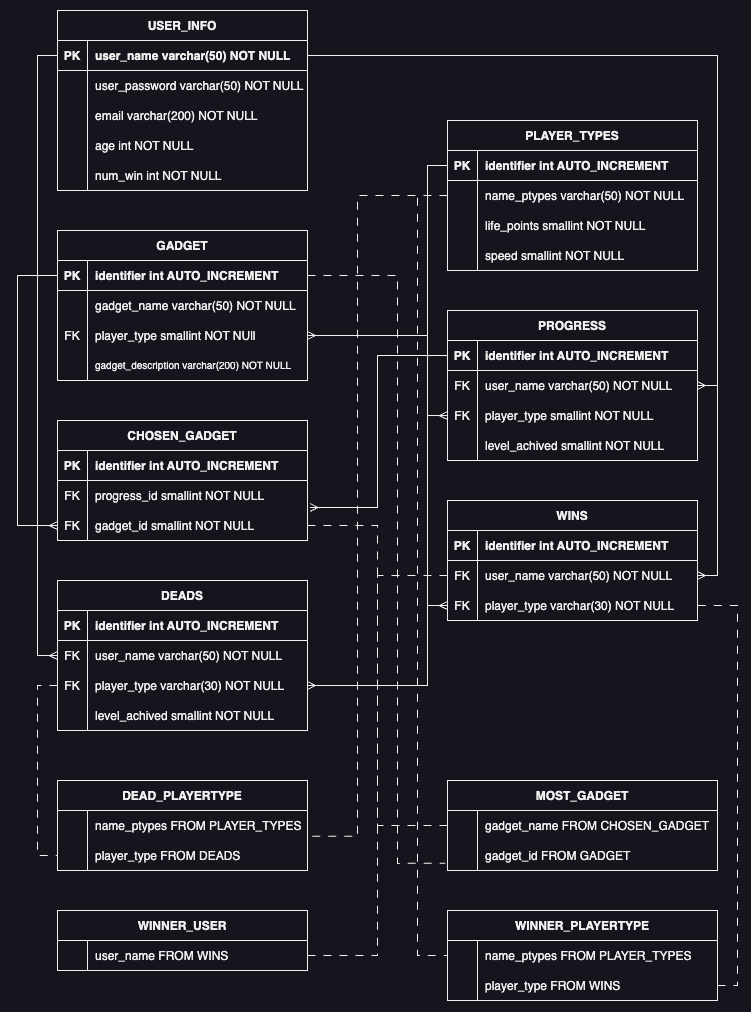 USER_INFO
PK user_name varchar(50) NOT NULL
user_password varchar(50) NOT NULL
email varchar(200) NOT NULL
age int NOT NULL
num_win int NOT NULL
PLAYER_TYPES
PK identifier int AUTO_INCREMENT
name_ptypes varchar(50) NOT NULL
life_points smallint NOT NULL
speed smallint NOT NULL
GADGET
PK identifier int AUTO_INCREMENT
gadget_name varchar(50) NOT NULL
FK player_type smallint NOT NUll
gadget_description varchar(200) NOT NULL
PROGRESS
PK identifier int AUTO_INCREMENT
FK user_name varchar(50) NOT NULL
FK player_type smallint NOT NULL
level_achived smallint NOT NULL
CHOSEN_GADGET
PK identifier int AUTO_INCREMENT
FK progress_id smallint NOT NULL
FK gadget_id smallint NOT NULL
WINS
PK identifier int AUTO_INCREMENT
FK user_name varchar(50) NOT NULL
FK player_type varchar(30) NOT NULL
DEADS
PK identifier int AUTO_INCREMENT
FK user_name varchar(50) NOT NULL
FK player_type varchar(30) NOT NULL
level_achived smallint NOT NULL
DEAD_PLAYERTYPE
name_ptypes FROM PLAYER_TYPES
player_type FROM DEADS
MOST_GADGET
gadget_name FROM CHOSEN_GADGET
gadget_id FROM GADGET
WINNER_USER
user_name FROM WINS
WINNER_PLAYERTYPE
name_ptypes FROM PLAYER_TYPES
player_type FROM WINS